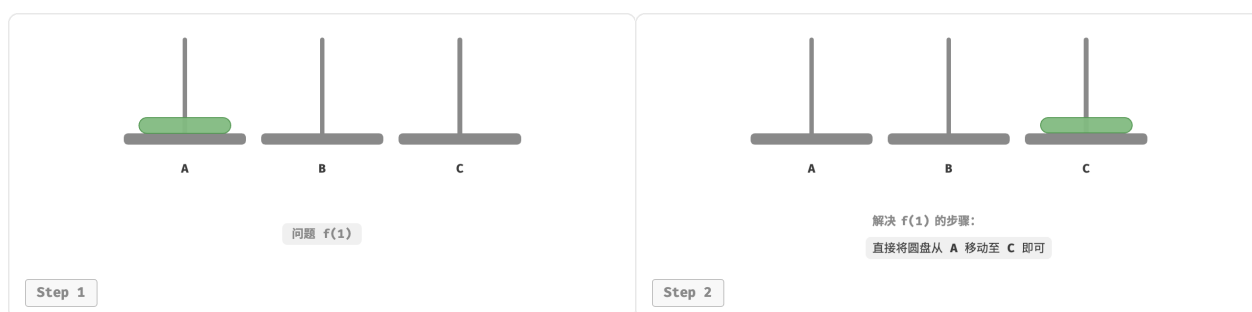 A B C
问题 f(1)
Step 1
A B C
解决 f(1) 的步骤：
直接将圆盘从 A 移动至 C 即可
Step 2